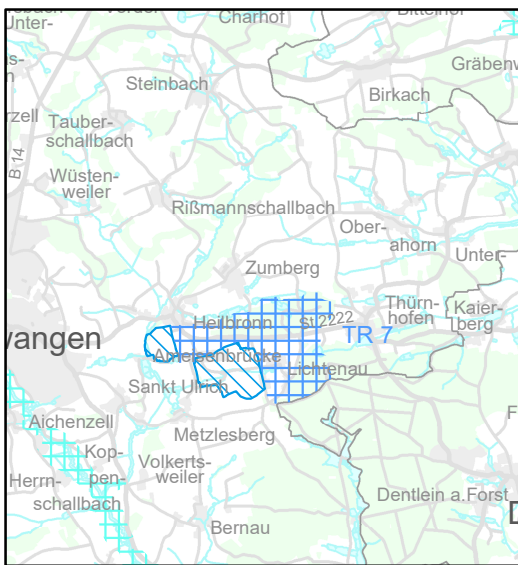 Charhof
Unter-
Gräbenw
Steinbach
Birkach
rzell
Tauber-
schallbach
B 14
Wüsten-
weiler
Rißmannschallbach
Ober-
ahorn
Unter-
Zumberg
Thürn-
hofen
Kaier-
berg
Heilbronn
St 2222
TR 7
wangen
Ameisenbrücke
Lichtenau
Sankt Ulrich
Aichenzell
Metzlesberg
Kop-
pen-
Volkerts-
weiler
Herrn-
schallbach
Dentlein a.Forst
F
D
Bernau